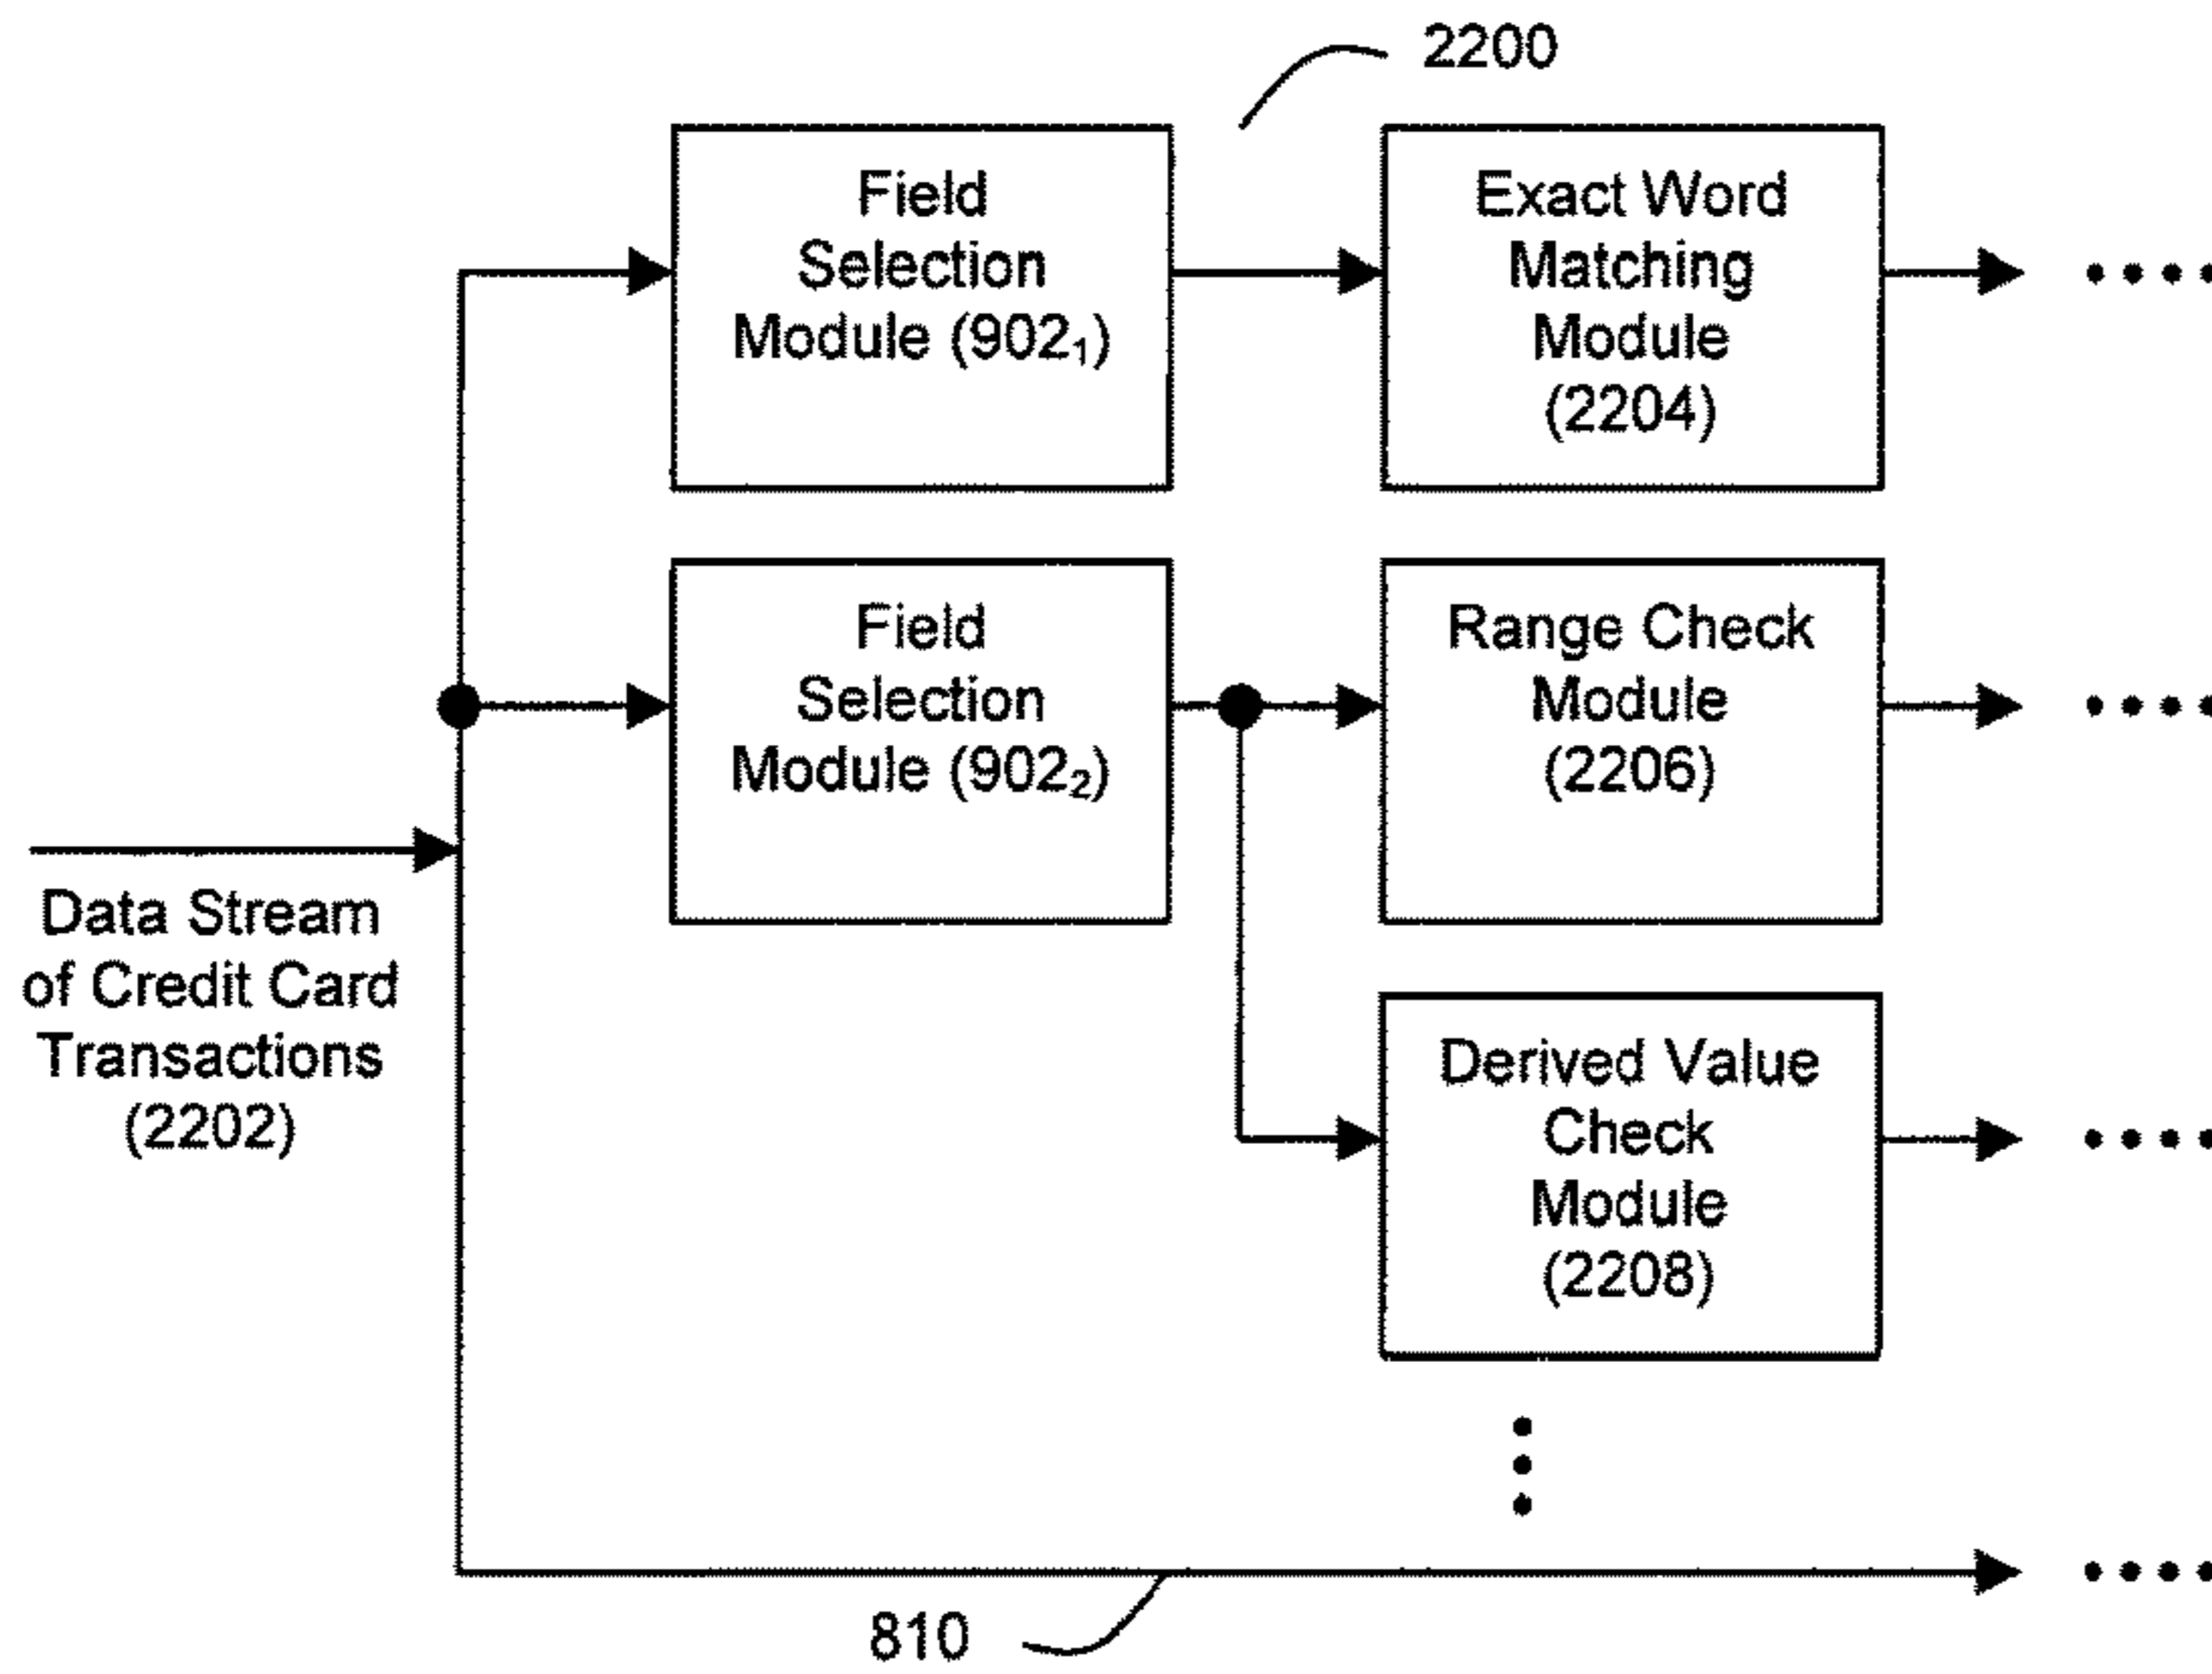 2200
Field
Selection
Module (902₁)
Exact Word
Matching
Module
(2204)
Field
Selection
Module (902₂)
Range Check
Module
(2206)
Data Stream
of Credit Card
Transactions
(2202)
Derived Value
Check
Module
(2208)
810